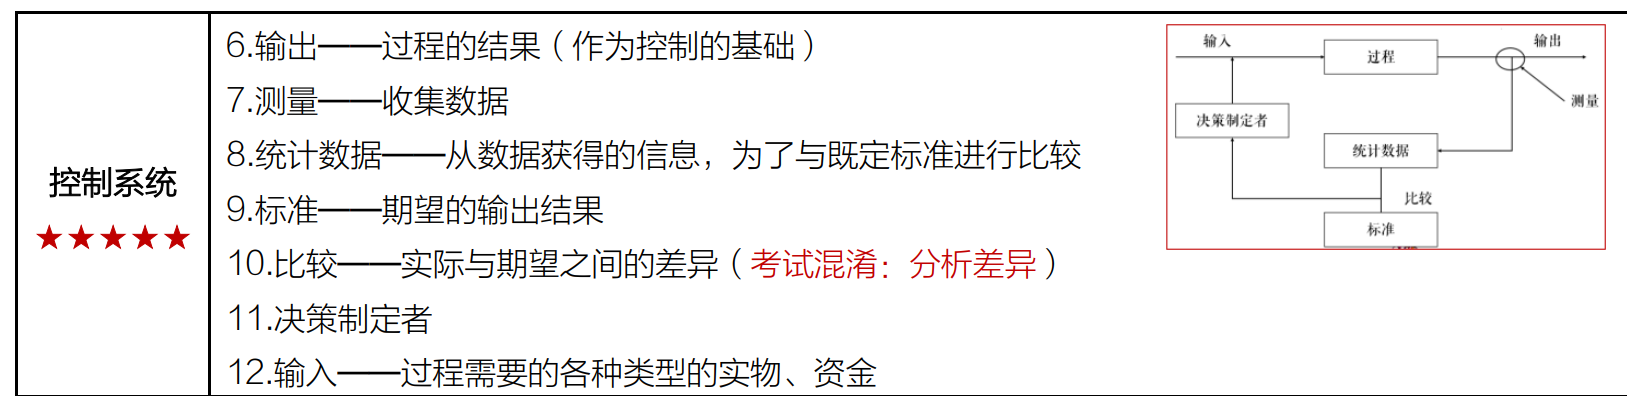 控制系统
★★★★★
6.输出——过程的结果（作为控制的基础）
7.测量——收集数据
8.统计数据——从数据获得的信息，为了与既定标准进行比较
9.标准——期望的输出结果
10.比较——实际与期望之间的差异（考试混淆：分析差异）
11.决策制定者
12.输入——过程需要的各种类型的实物、资金
输入
过程
输出
测量
决策制定者
统计数据
比较
标准